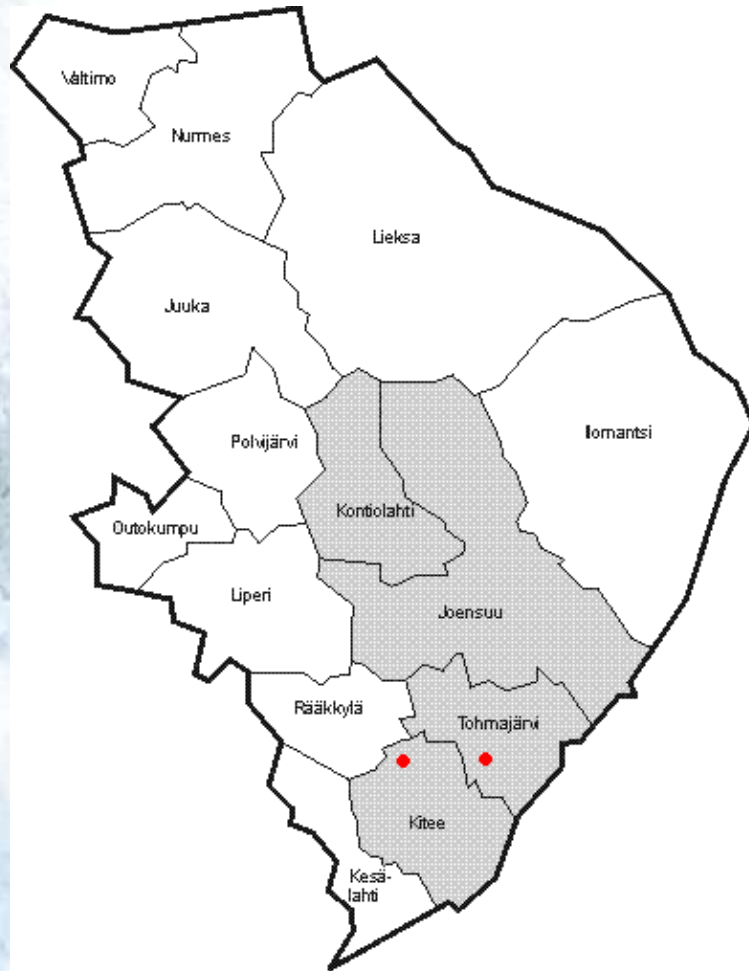 Valtimo
Nurmes
Lieksa
Juuka
Ilomantsi
Polvijärvi
Kontiolahti
Outokumpu
Liperi
Joensuu
Rääkkylä
Tohmajärvi
Kitee
Kesä-
lahti